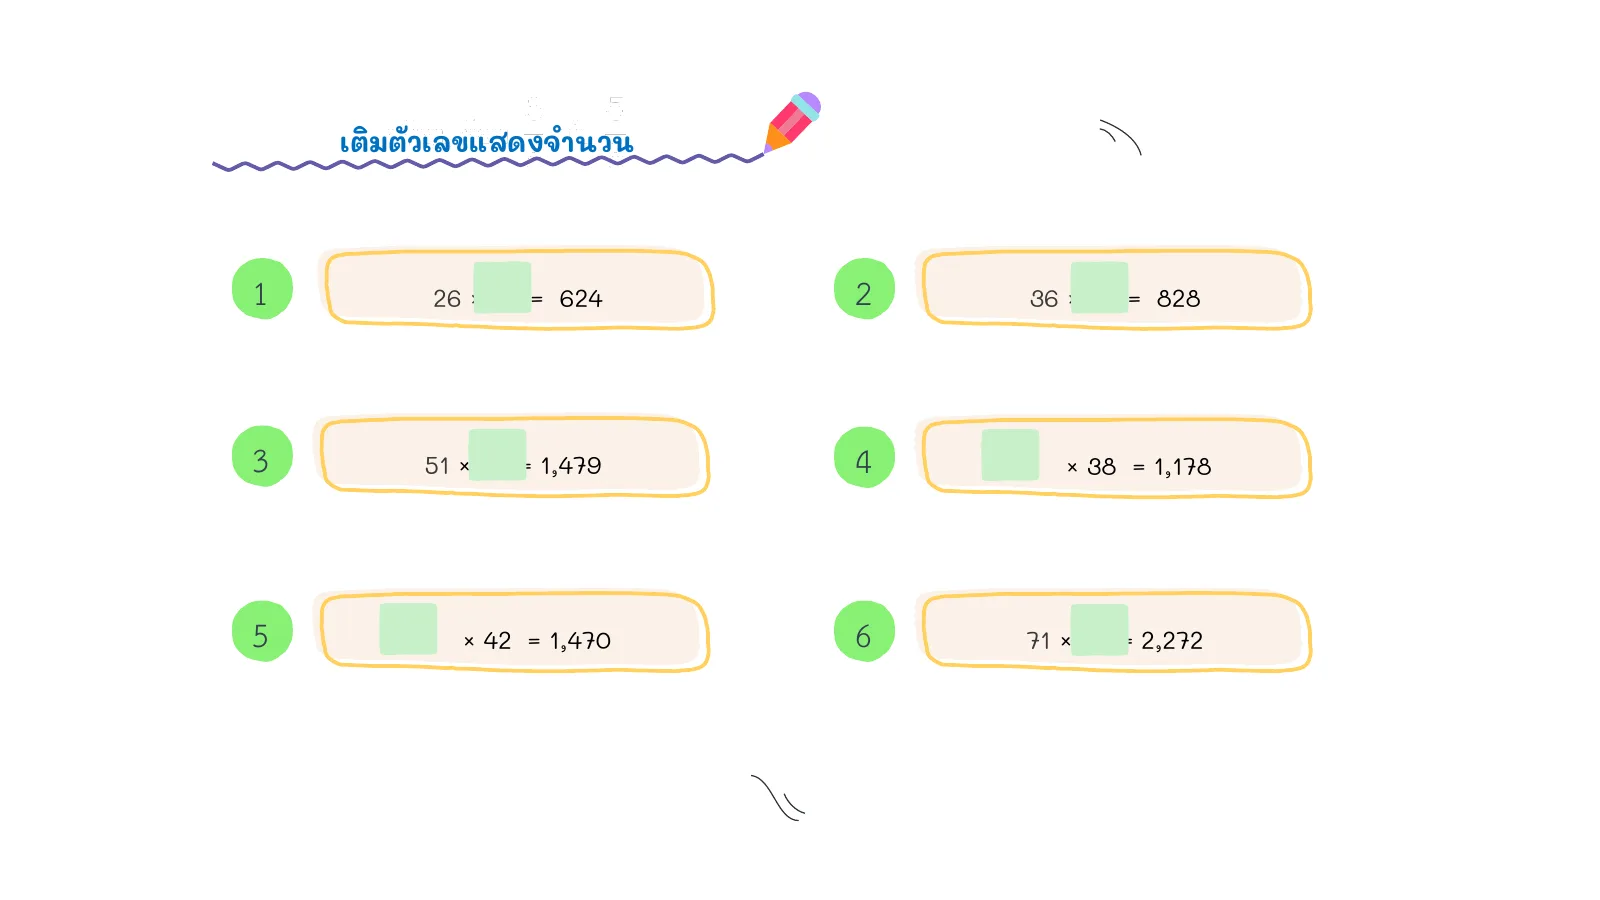 เติมตัวเลขแสดงจำนวน
1
26 × = 624
2
36 × = 828
3
51 × = 1,479
4
× 38 = 1,178
5
× 42 = 1,470
6
71 × = 2,272